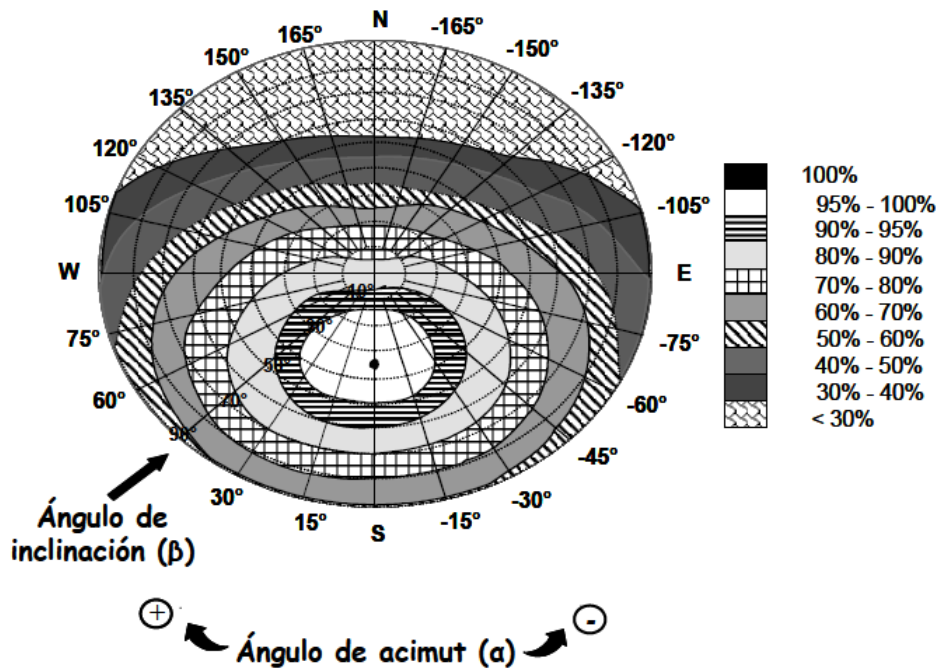 N
165º
-165º
150º
-150º
135º
-135º
120º
-120º
105º
-105º
W
E
10º
30º
50º
70º
90º
75º
-75º
60º
-60º
-45º
30º
-30º
15º
-15º
S
100%
95% - 100%
90% - 95%
80% - 90%
70% - 80%
60% - 70%
50% - 60%
40% - 50%
30% - 40%
< 30%
Ángulo de
inclinación (β)
+
-
Ángulo de acimut (α)